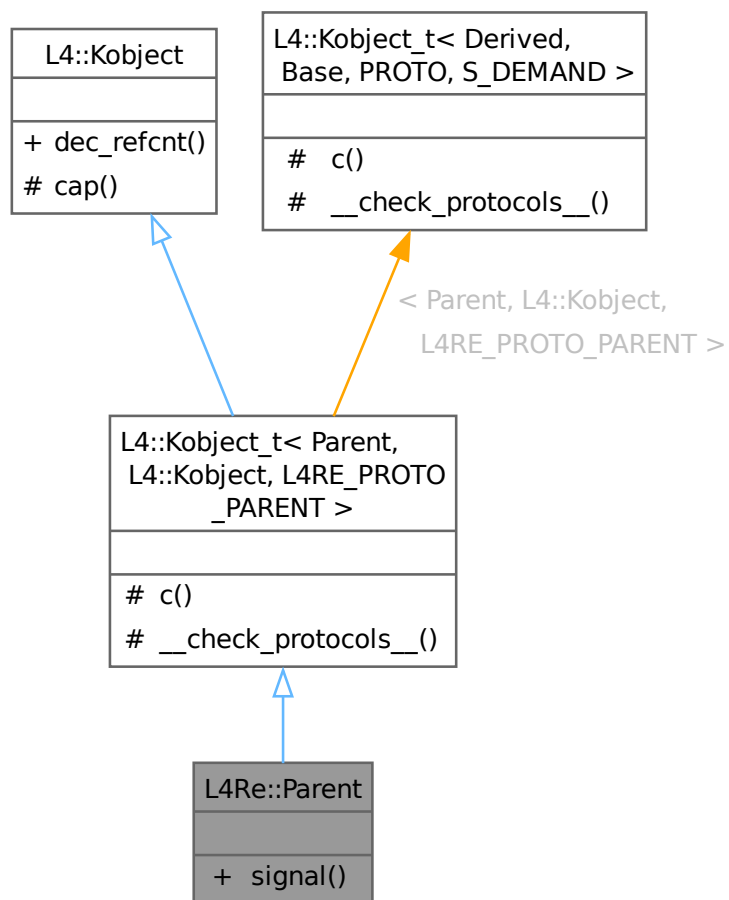 L4::Kobject
+ dec_refcnt()
# cap()
L4::Kobject_t< Derived,
Base, PROTO, S_DEMAND >
# c()
# __check_protocols__()
< Parent, L4::Kobject,
L4RE_PROTO_PARENT >
L4::Kobject_t< Parent,
L4::Kobject, L4RE_PROTO
_PARENT >
# c()
# __check_protocols__()
L4Re::Parent
+ signal()